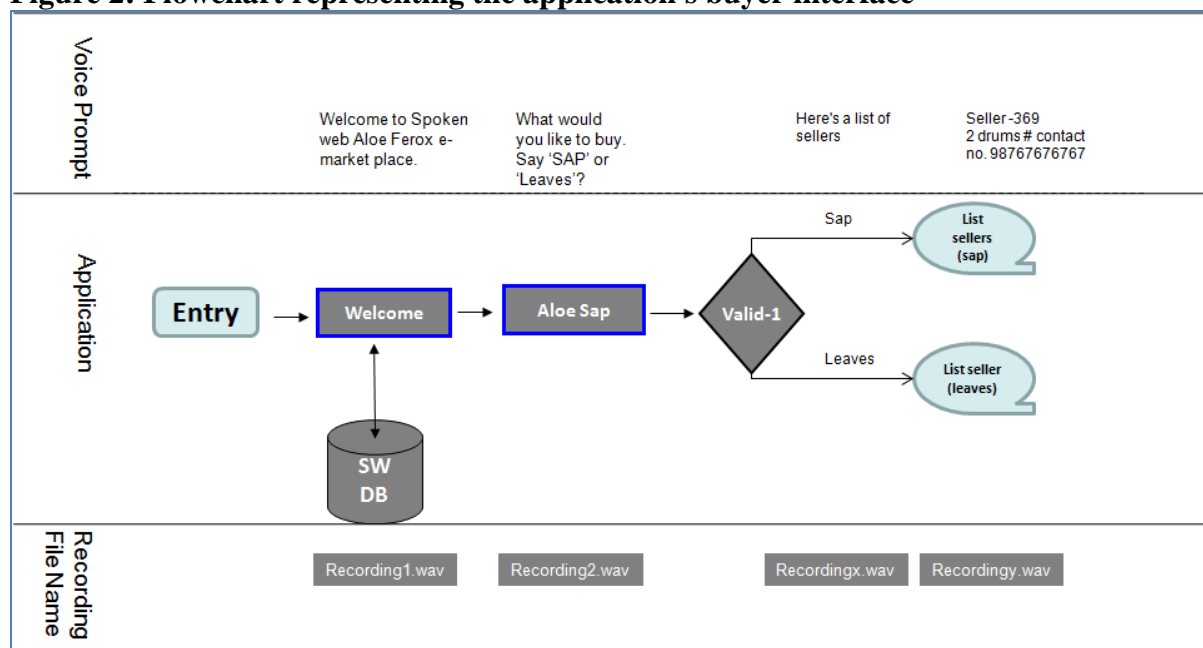 Figure 2: Flowchart representing the application's buyer interface
Voice Prompt
Welcome to Spoken
web Aloe Ferox e-
market place.
What would
you like to buy.
Say ‘SAP’ or
‘Leaves’?
Here's a list of
sellers
Seller -369
2 drums # contact
no. 98767676767
Application
Entry
Welcome
Aloe Sap
Valid-1
Sap
List
sellers
(sap)
Leaves
List seller
(leaves)
SW
DB
Recording
File Name
Recording1.wav
Recording2.wav
Recordingx.wav
Recordingy.wav